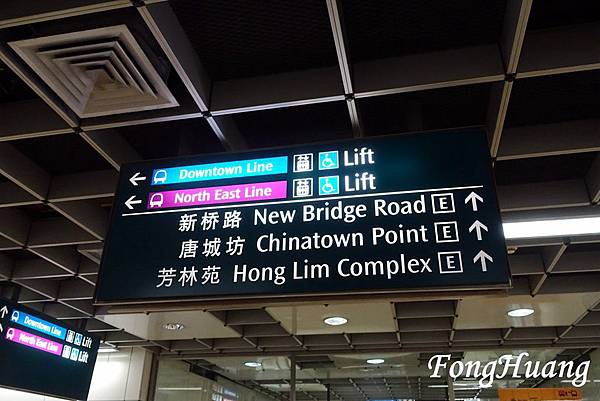 ← Downtown Line Lift
← North East Line Lift
新桥路 New Bridge Road E ↑
唐城坊 Chinatown Point E ↑
芳林苑 Hong Lim Complex E ↑
Downtown Line Lift
North East Line Lift
FongHuang